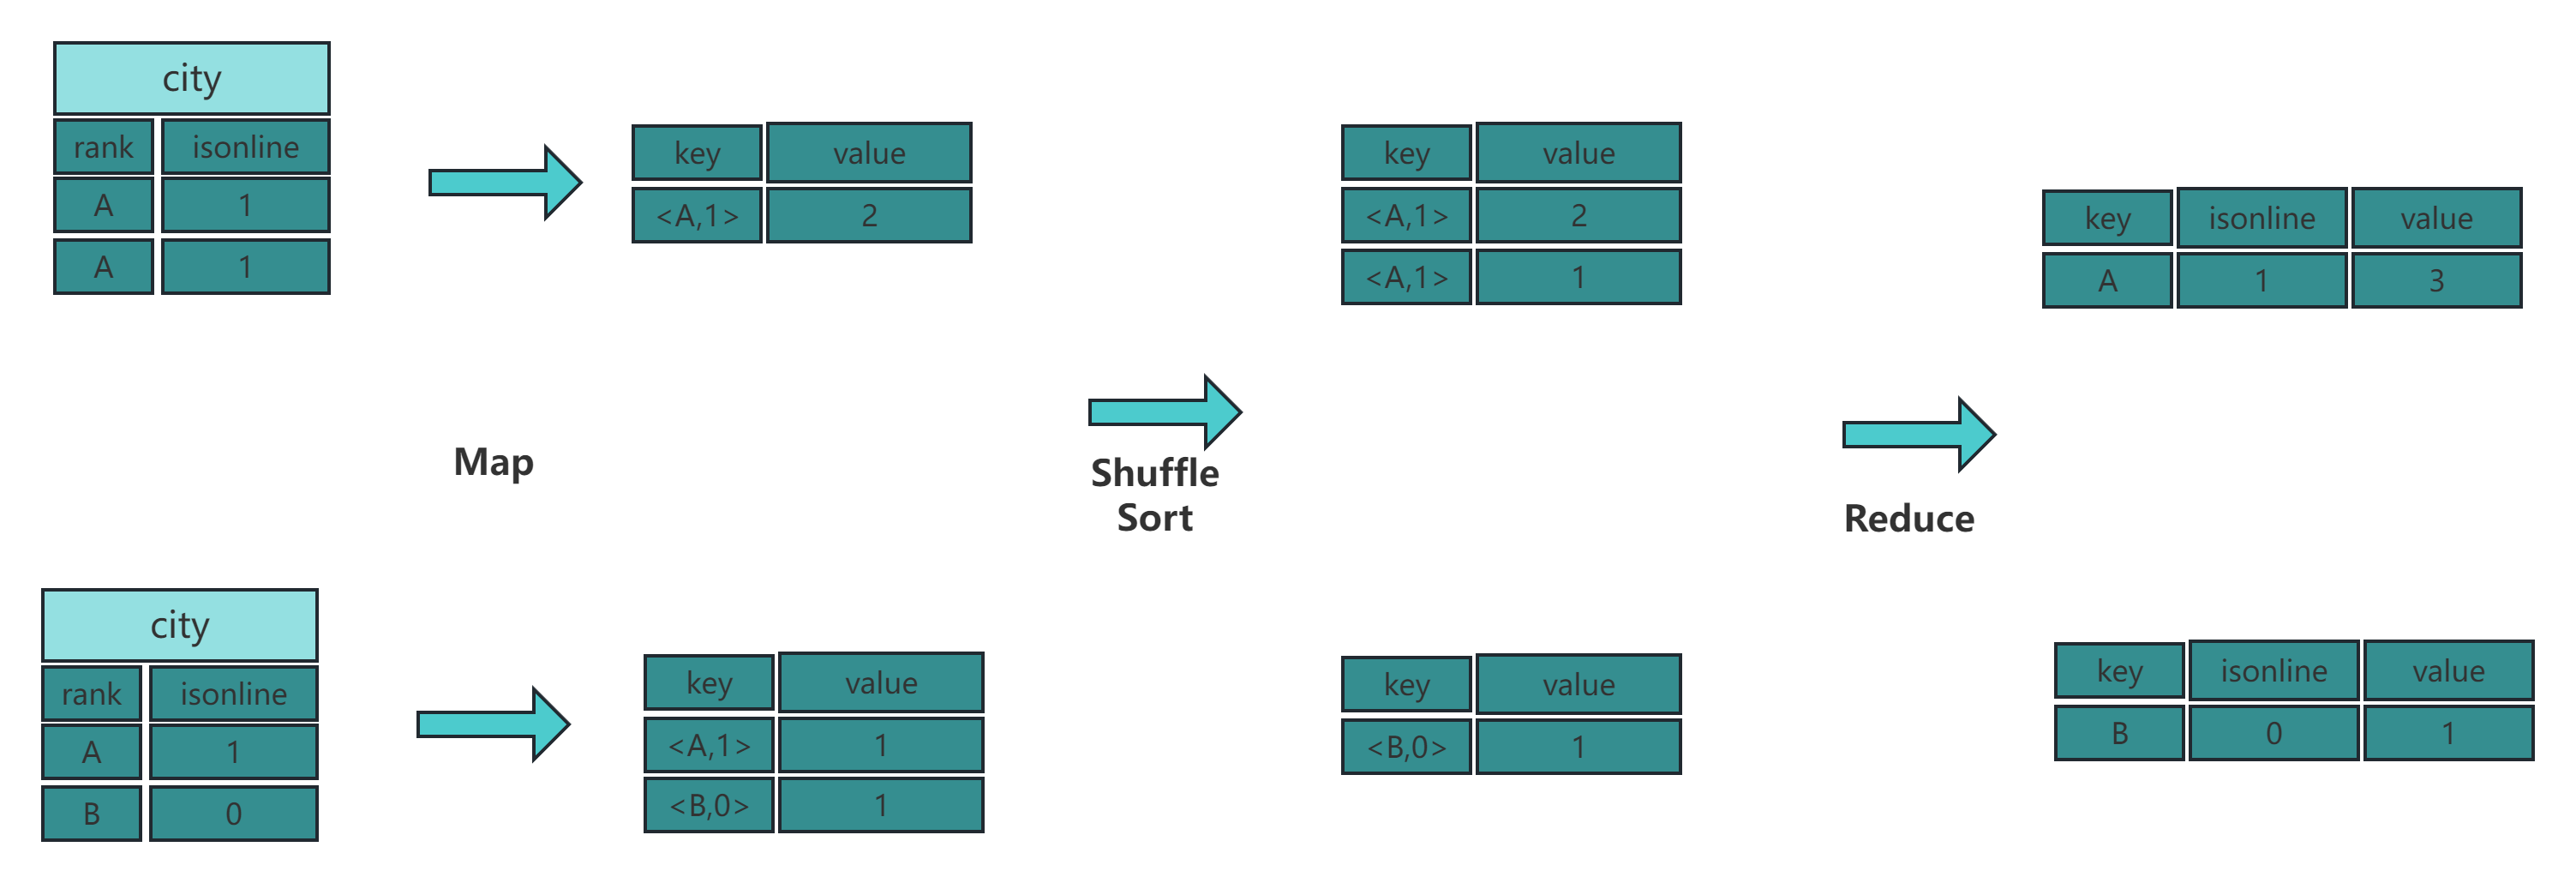 city
rank isonline
A 1
A 1
key value
<A,1> 2
key value
<A,1> 2
<A,1> 1
key isonline value
A 1 3
Map
Shuffle
Sort
Reduce
city
rank isonline
A 1
B 0
key value
<A,1> 1
<B,0> 1
key value
<B,0> 1
key isonline value
B 0 1